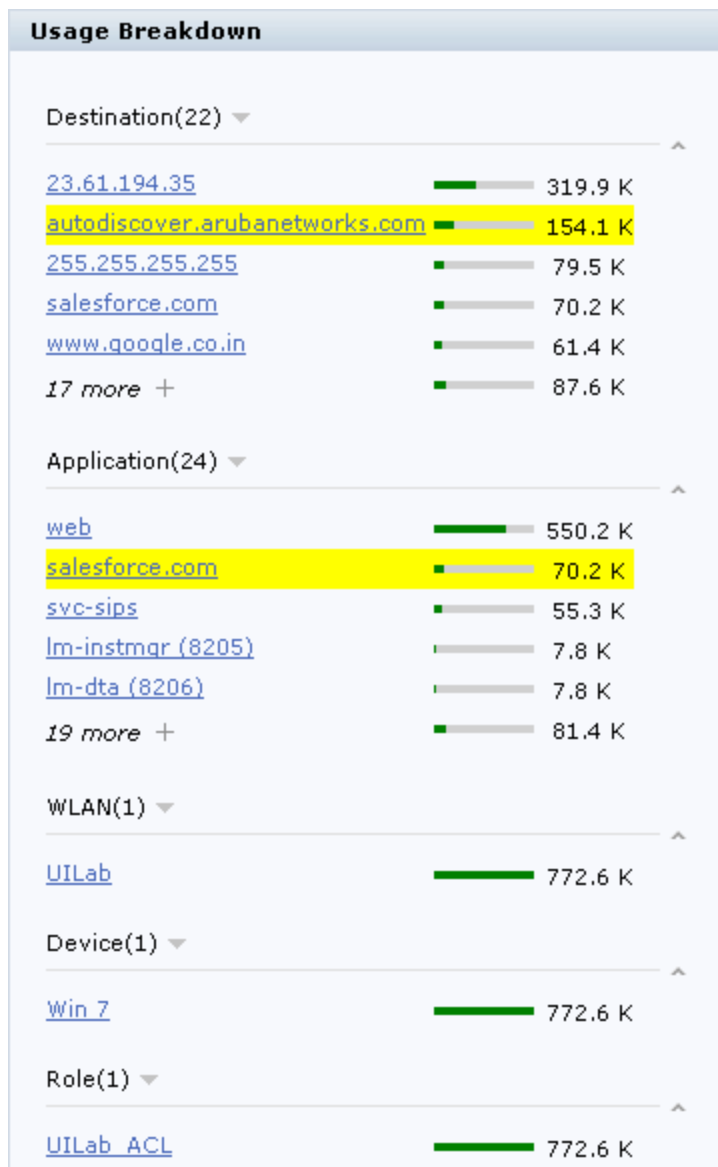 Usage Breakdown
Destination(22)
23.61.194.35 319.9 K
autodiscover.arubanetworks.com 154.1 K
255.255.255.255 79.5 K
salesforce.com 70.2 K
www.google.co.in 61.4 K
17 more + 87.6 K
Application(24)
web 550.2 K
salesforce.com 70.2 K
svc-sips 55.3 K
lm-instmgr (8205) 7.8 K
lm-dta (8206) 7.8 K
19 more + 81.4 K
WLAN(1)
UILab 772.6 K
Device(1)
Win 7 772.6 K
Role(1)
UILab_ACL 772.6 K